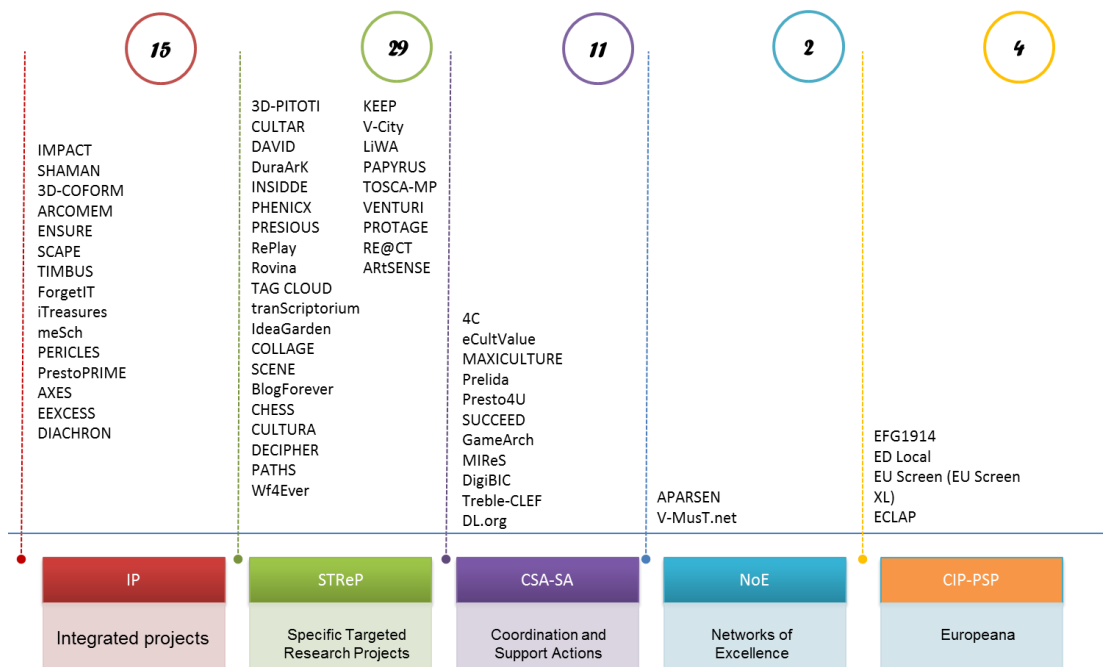 15
29
11
2
4
IMPACT
SHAMAN
3D-COFORM
ARCOMEM
ENSURE
SCAPE
TIMBUS
ForgetIT
iTreasures
meSch
PERICLES
PrestoPRIME
AXES
EEXCESS
DIACHRON
3D-PITOTI
CULTAR
DAVID
DuraArK
INSIDDE
PHENICX
PRESIOUS
RePlay
Rovina
TAG CLOUD
tranScriptorium
IdeaGarden
COLLAGE
SCENE
BlogForever
CHESS
CULTURA
DECIPHER
PATHS
Wf4Ever
KEEP
V-City
LiWA
PAPYRUS
TOSCA-MP
VENTURI
PROTAGE
RE@CT
ARtSENSE
4C
eCultValue
MAXICULTURE
Prelida
Presto4U
SUCCEED
GameArch
MIReS
DigiBIC
Treble-CLEF
DL.org
APARSEN
V-MusT.net
EFG1914
ED Local
EU Screen (EU Screen
XL)
ECLAP
IP
Integrated projects
STReP
Specific Targeted
Research Projects
CSA-SA
Coordination and
Support Actions
NoE
Networks of
Excellence
CIP-PSP
Europeana